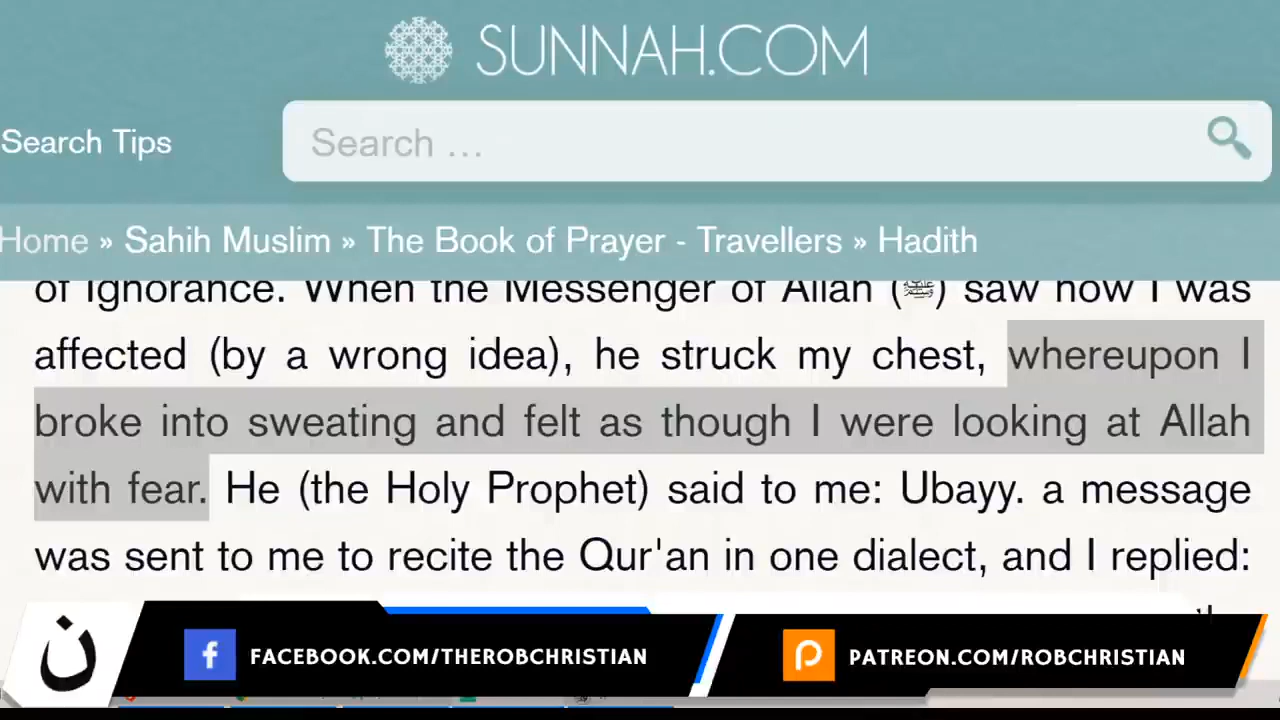 SUNNAH.COM
Search Tips
Search ...
Home » Sahih Muslim » The Book of Prayer - Travellers » Hadith
of Ignorance. When the Messenger of Allah (ﷺ) saw how I was
affected (by a wrong idea), he struck my chest, whereupon I
broke into sweating and felt as though I were looking at Allah
with fear. He (the Holy Prophet) said to me: Ubayy. a message
was sent to me to recite the Qur'an in one dialect, and I replied:
ن
FACEBOOK.COM/THEROBCHRISTIAN
PATREON.COM/ROBCHRISTIAN